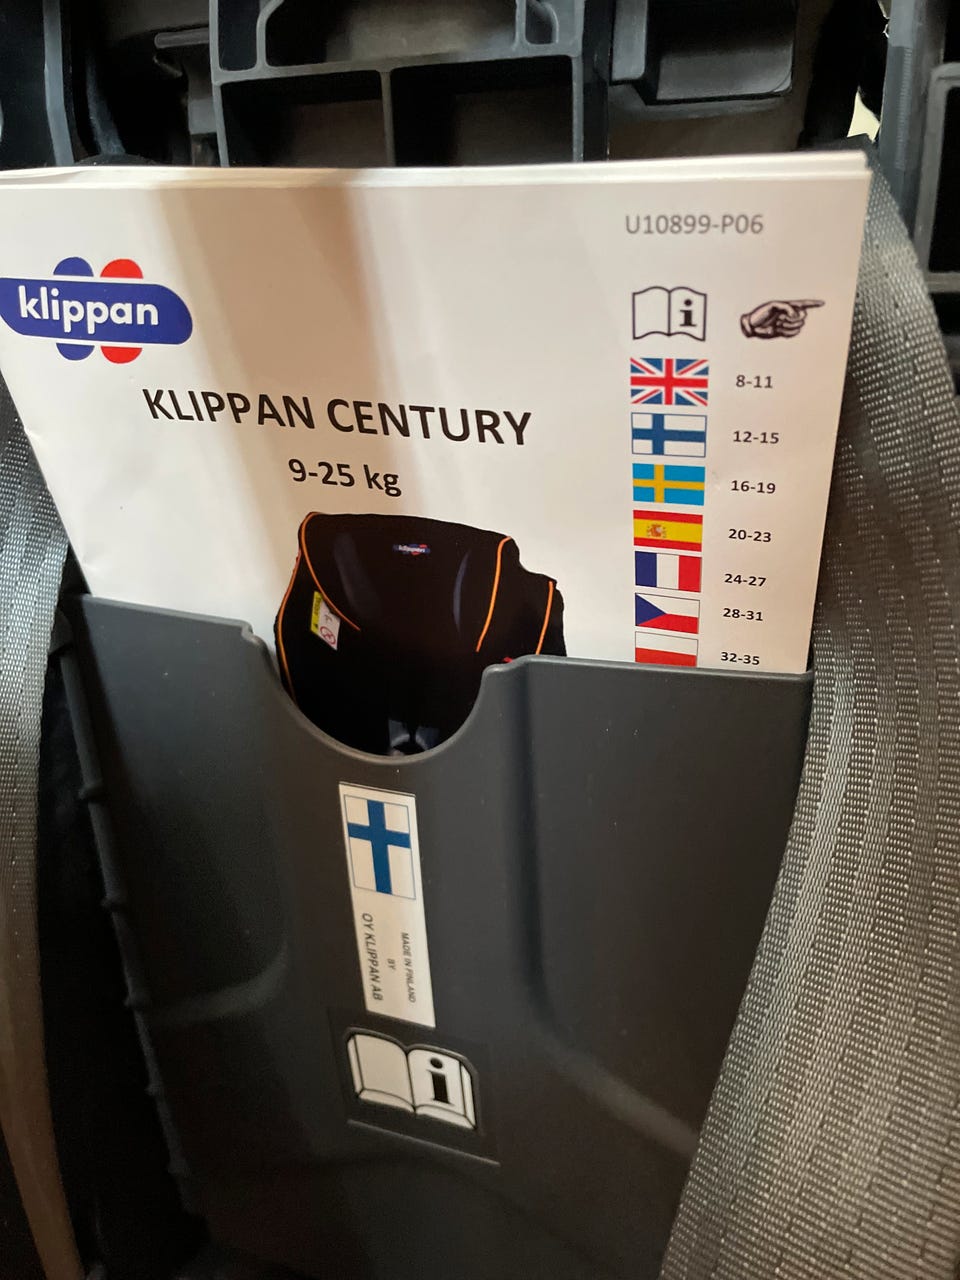 U10899-P06
klippan
KLIPPAN CENTURY
9-25 kg
i
8-11
12-15
16-19
20-23
24-27
28-31
32-35
klippan
MADE IN FINLAND
BY
OY KLIPPAN AB
i